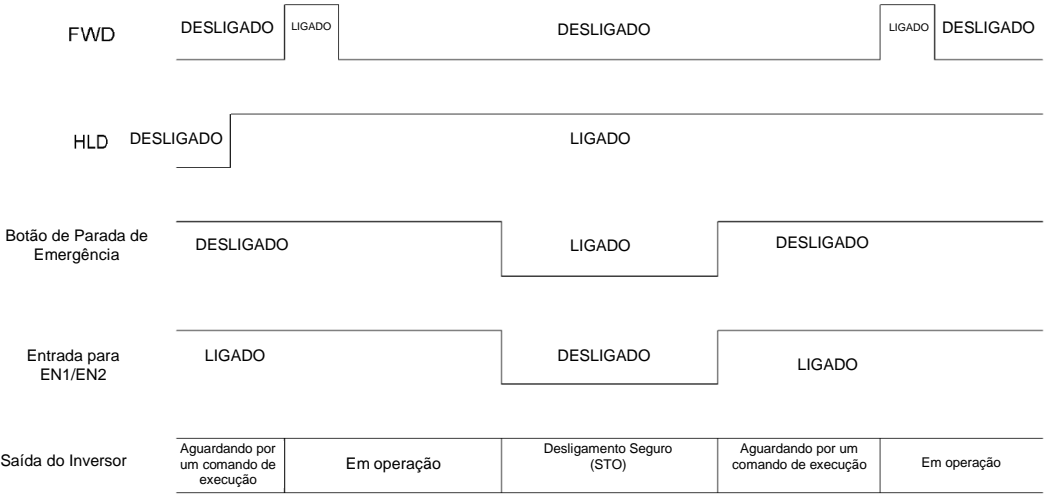 FWD
DESLIGADO
LIGADO
DESLIGADO
LIGADO
DESLIGADO
HLD
DESLIGADO
LIGADO
Botão de Parada de
Emergência
DESLIGADO
LIGADO
DESLIGADO
Entrada para
EN1/EN2
LIGADO
DESLIGADO
LIGADO
Saída do Inversor
Aguardando por
um comando de
execução
Em operação
Desligamento Seguro
(STO)
Aguardando por um
comando de execução
Em operação